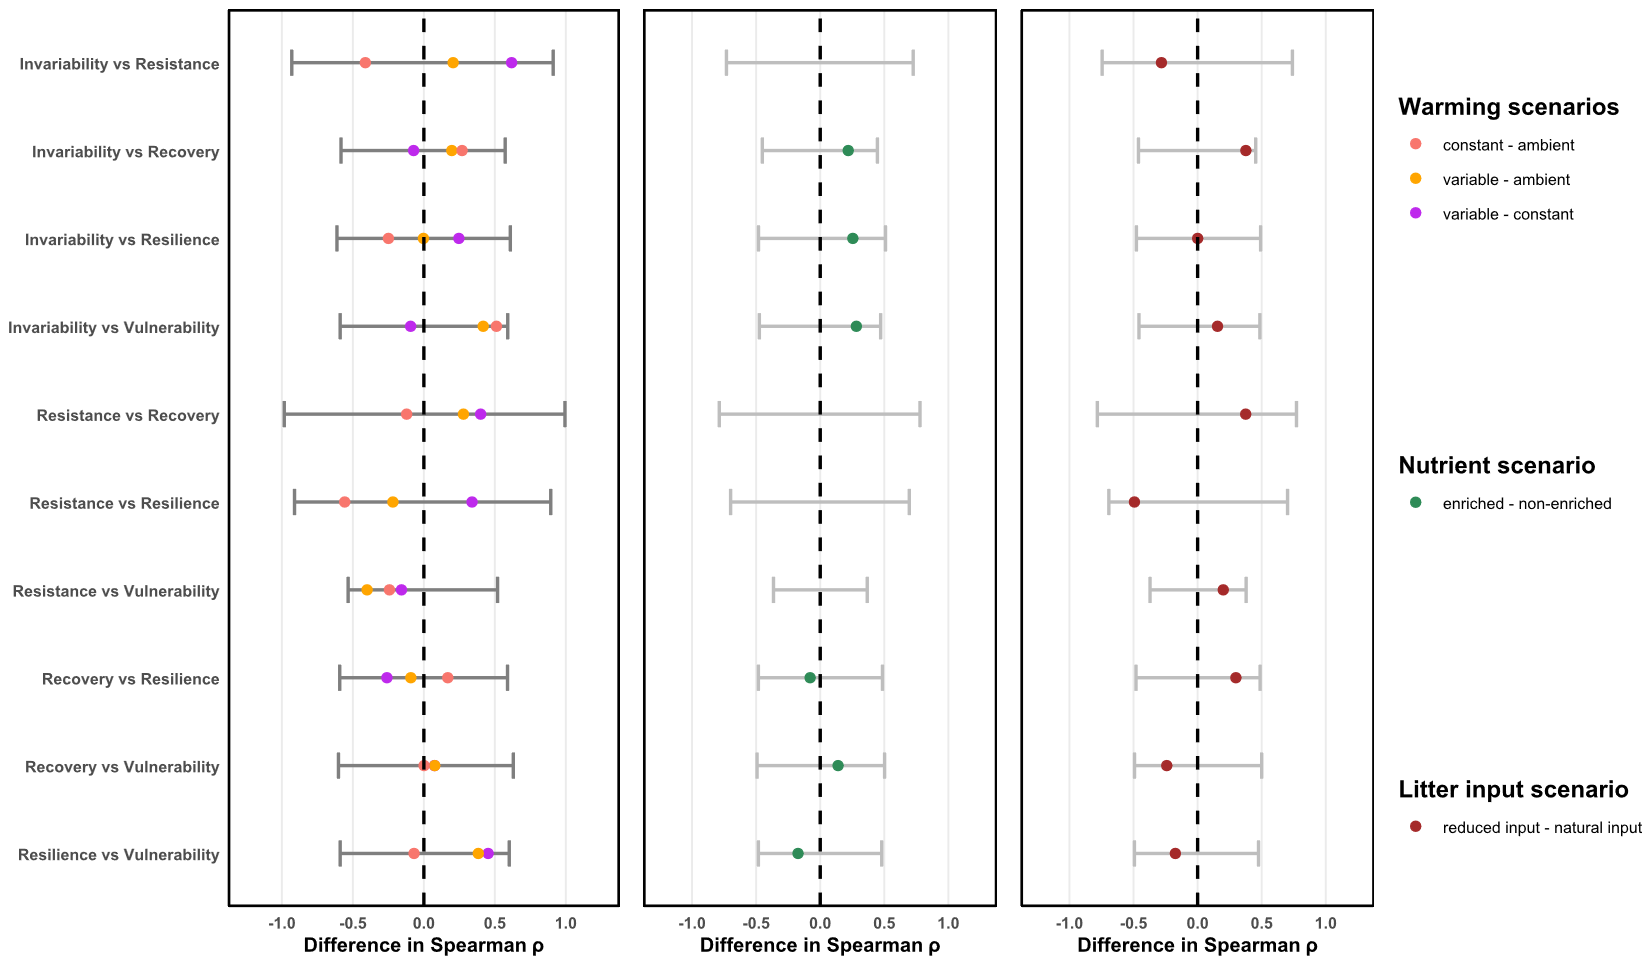 Invariability vs Resistance
Invariability vs Recovery
Invariability vs Resilience
Invariability vs Vulnerability
Resistance vs Recovery
Resistance vs Resilience
Resistance vs Vulnerability
Recovery vs Resilience
Recovery vs Vulnerability
Resilience vs Vulnerability
-1.0 -0.5 0.0 0.5 1.0
Difference in Spearman ρ
-1.0 -0.5 0.0 0.5 1.0
Difference in Spearman ρ
-1.0 -0.5 0.0 0.5 1.0
Difference in Spearman ρ
Warming scenarios
constant - ambient
variable - ambient
variable - constant
Nutrient scenario
enriched - non-enriched
Litter input scenario
reduced input - natural input